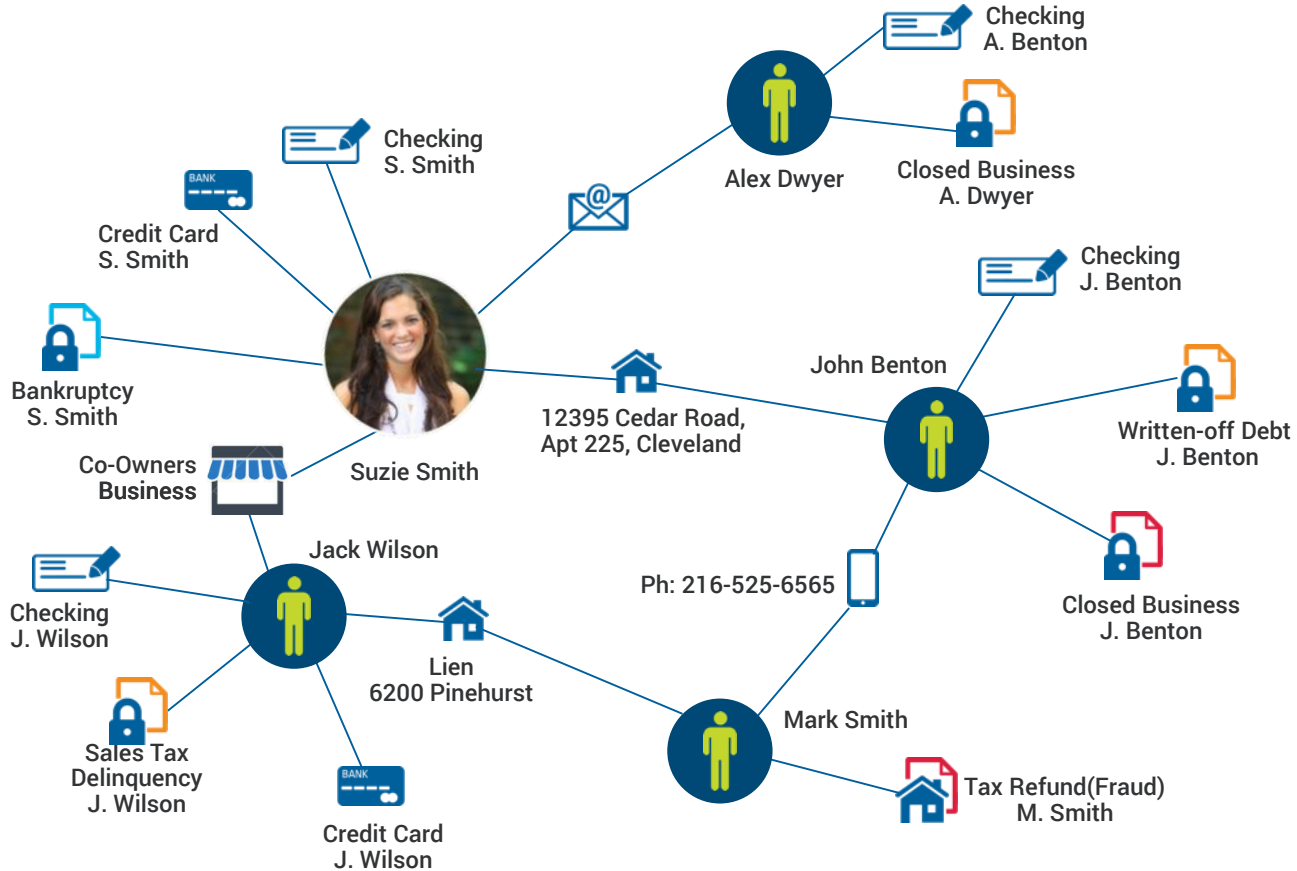 Checking
A. Benton
Alex Dwyer
Closed Business
A. Dwyer
Checking
S. Smith
BANK
Credit Card
S. Smith
@
Bankruptcy
S. Smith
Suzie Smith
12395 Cedar Road,
Apt 225, Cleveland
John Benton
Checking
J. Benton
Written-off Debt
J. Benton
Closed Business
J. Benton
Co-Owners
Business
Jack Wilson
Checking
J. Wilson
Sales Tax
Delinquency
J. Wilson
BANK
Credit Card
J. Wilson
Lien
6200 Pinehurst
Ph: 216-525-6565
Mark Smith
Tax Refund(Fraud)
M. Smith